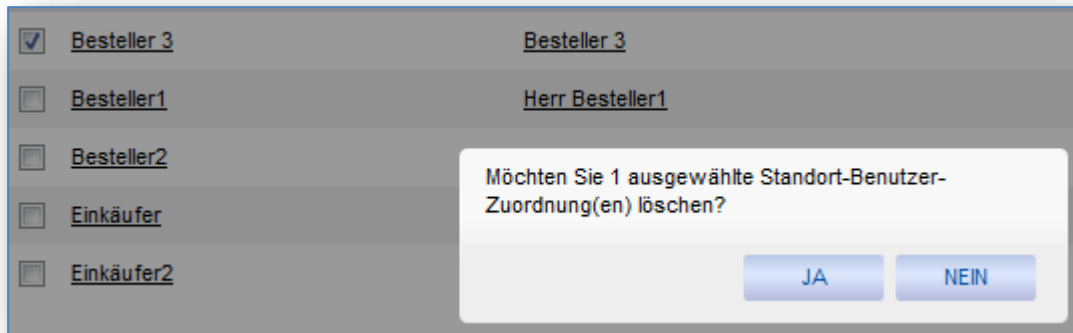 Besteller 3 Besteller 3
Besteller1 Herr Besteller1
Besteller2
Einkäufer
Einkäufer2
Möchten Sie 1 ausgewählte Standort-Benutzer-
Zuordnung(en) löschen?
JA NEIN